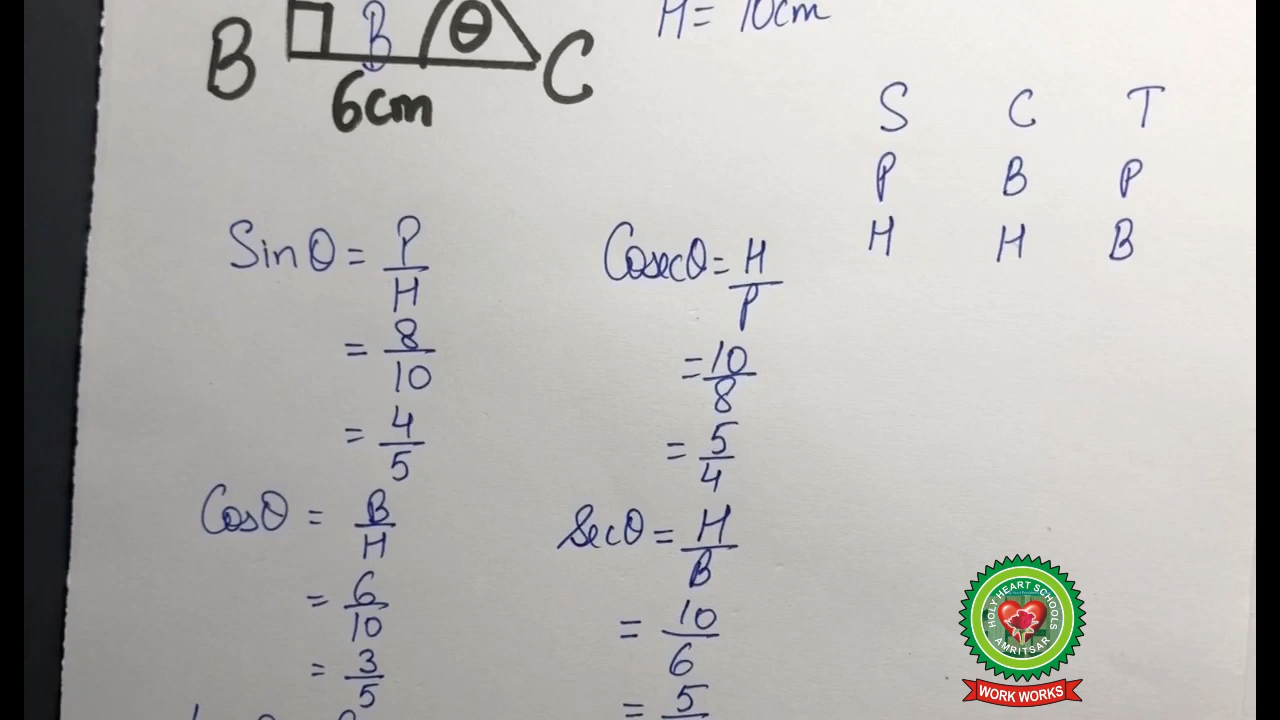 H = 10cm
B B θ C
6cm
S C T
P B P
H H B
Sinθ = P/H
= 8/10
= 4/5
Cosecθ = H/P
= 10/8
= 5/4
Cosθ = B/H
= 6/10
= 3/5
Secθ = H/B
= 10/6
= 5
HOLY HEART SCHOOLS
AMRITSAR
WORK WORKS